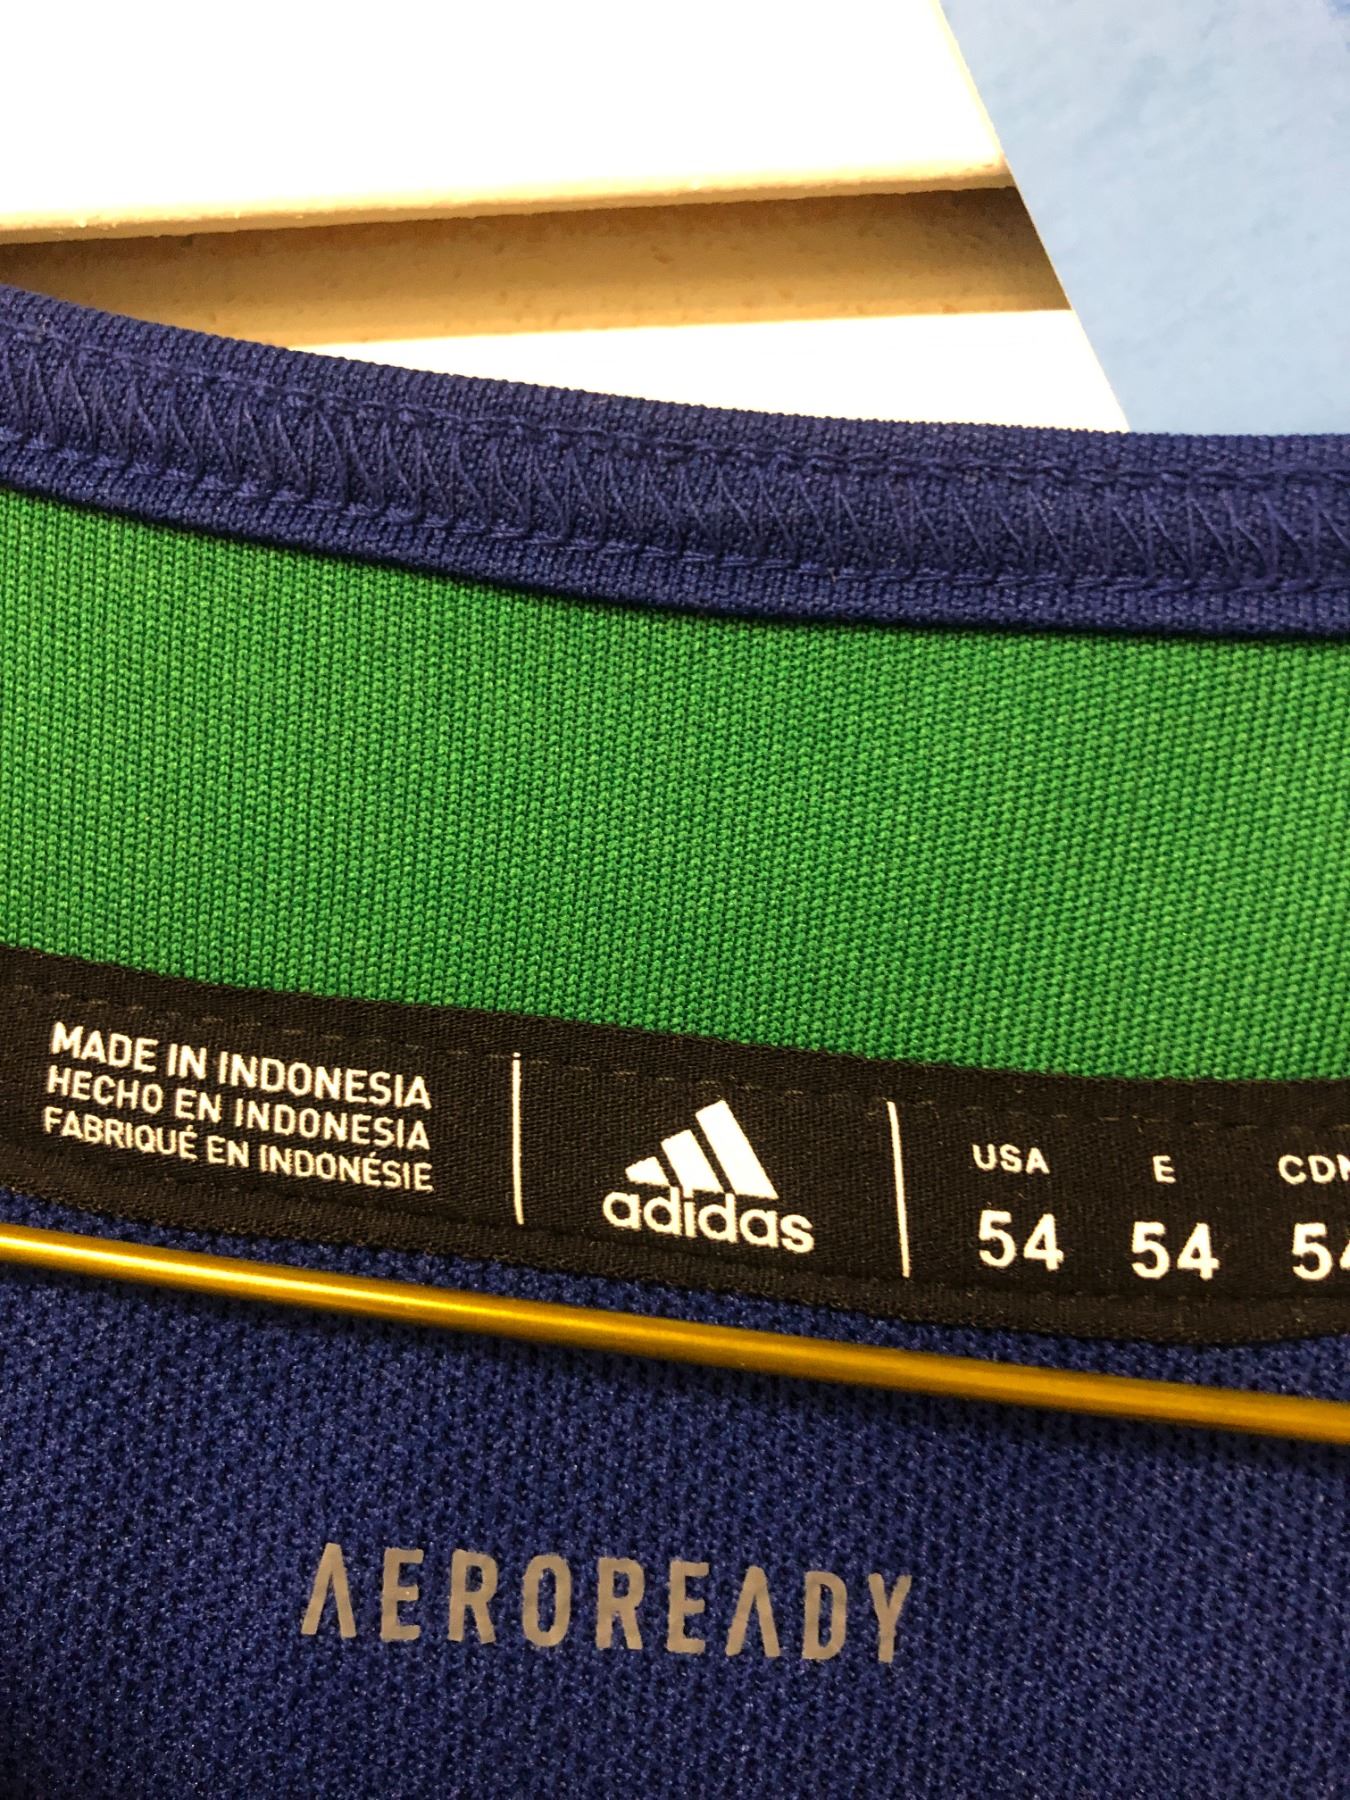 MADE IN INDONESIA
HECHO EN INDONESIA
FABRIQUÉ EN INDONÉSIE
adidas
USA E
54 54
AEROREADY